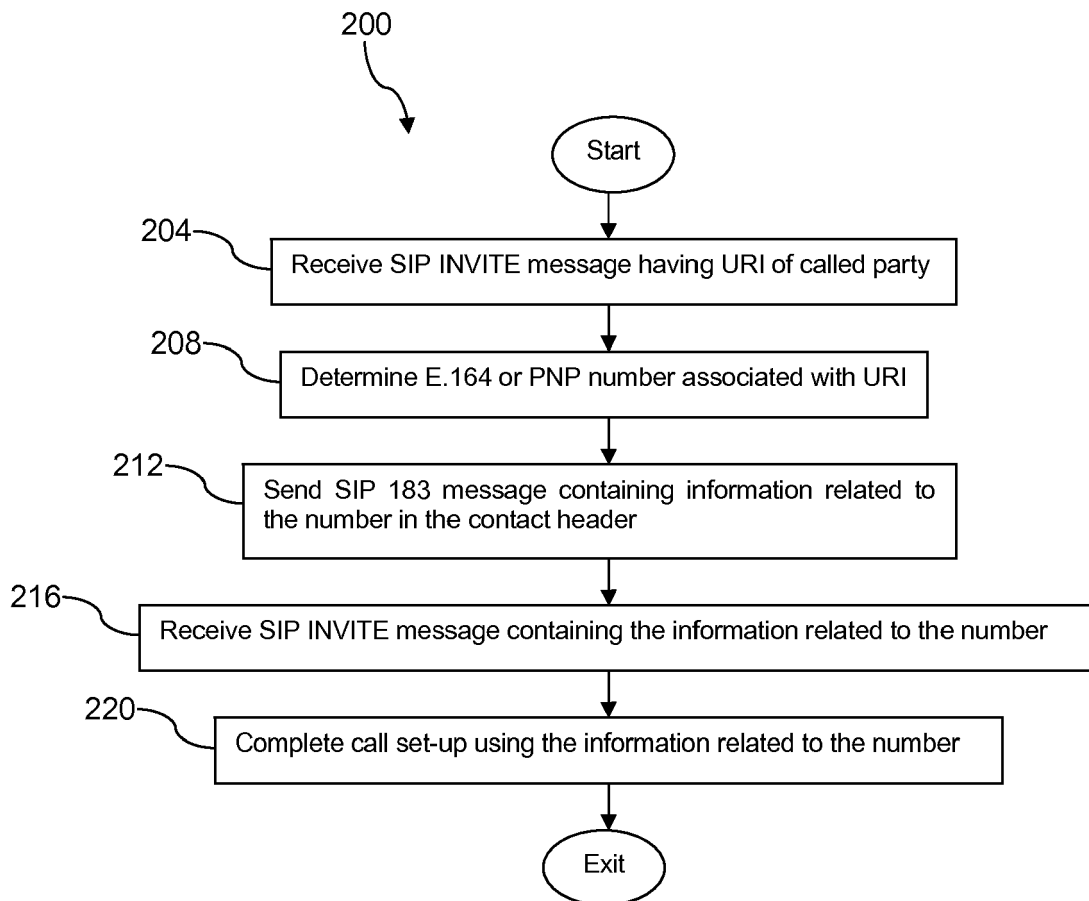 200
Start
204
Receive SIP INVITE message having URI of called party
208
Determine E.164 or PNP number associated with URI
212
Send SIP 183 message containing information related to
the number in the contact header
216
Receive SIP INVITE message containing the information related to the number
220
Complete call set-up using the information related to the number
Exit